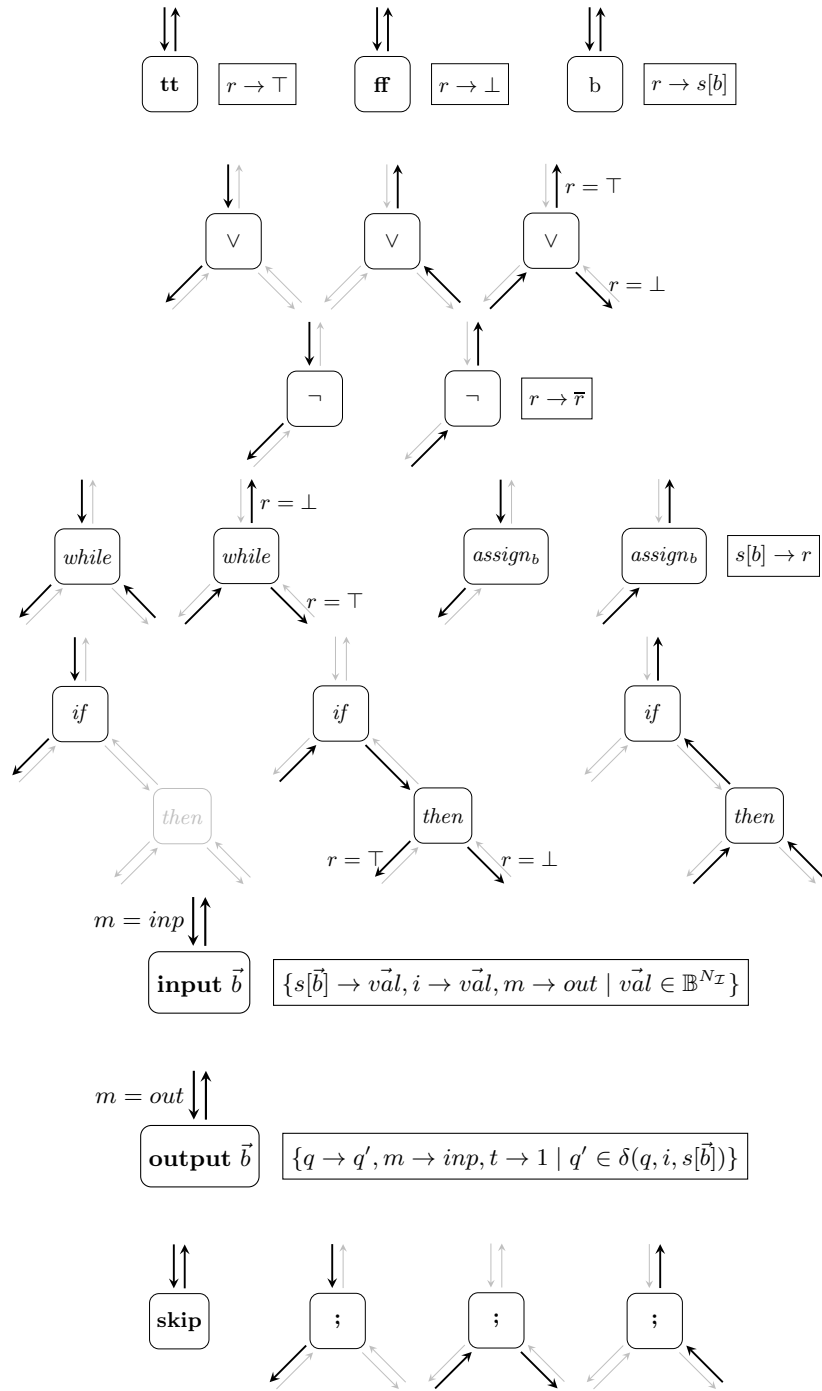 tt r → ⊤ ff r → ⊥ b r → s[b]
r = ⊤
∨ ∨ ∨
r = ⊥
¬ ¬ r → r̅
r = ⊥
while while assign_b assign_b s[b] → r
r = ⊤
if if if
then then then
r = ⊤ r = ⊥
m = inp
input b⃗ {s[b⃗] → val⃗, i → val⃗, m → out | val⃗ ∈ 𝔹^{N_ℐ}}
m = out
output b⃗ {q → q′, m → inp, t → 1 | q′ ∈ δ(q, i, s[b⃗])}
skip ; ; ;